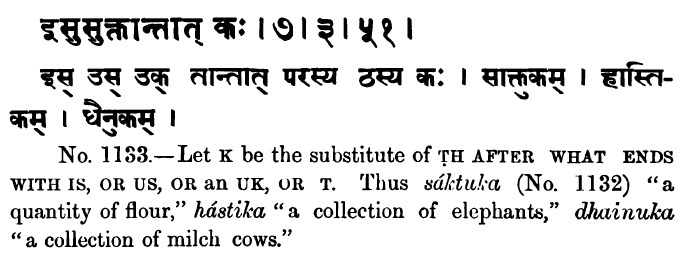 इसुसुक्तान्तात् कः । ७ । ३ । ५१ ।
इस् उस् उक् तान्तात् परस्य ठस्य कः । साक्तुकम् । हास्ति-
कम् । धैनुकम् ।
No. 1133.—Let K be the substitute of ṬH AFTER WHAT ENDS
WITH IS, OR US, OR an UK, OR T. Thus sáktuka (No. 1132) “a
quantity of flour,” hástika “a collection of elephants,” dhainuka
“a collection of milch cows.”